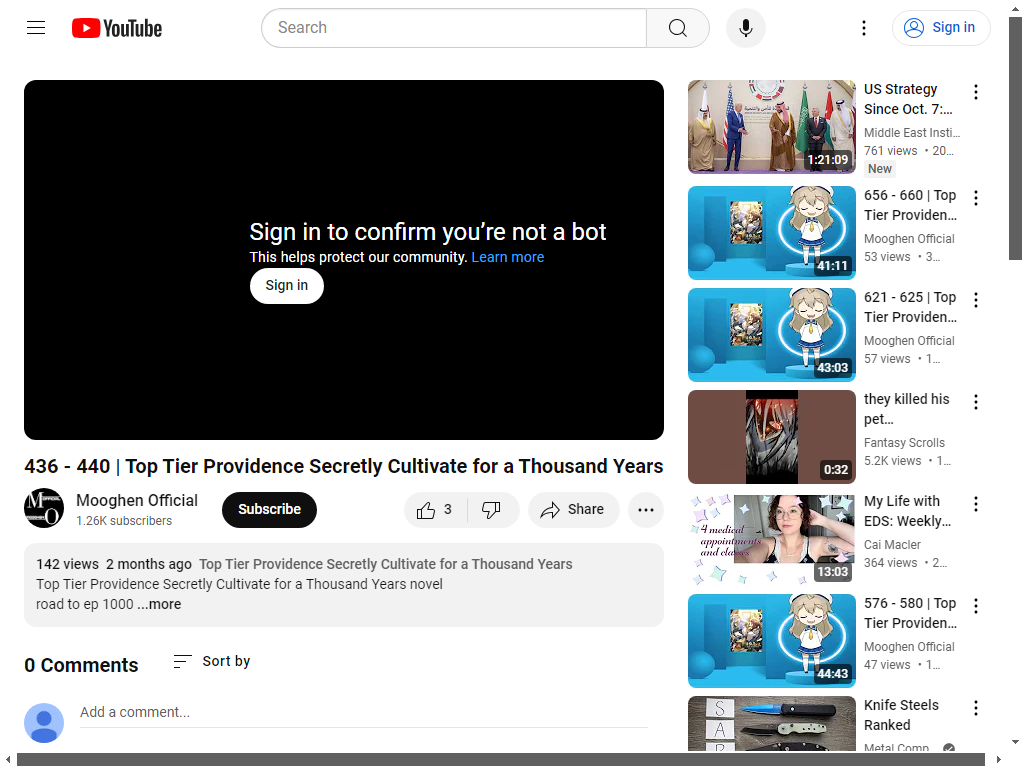 YouTube
Search
Sign in
Sign in to confirm you’re not a bot
This helps protect our community. Learn more
Sign in
436 - 440 | Top Tier Providence Secretly Cultivate for a Thousand Years
Mooghen Official
1.26K subscribers
Subscribe
3
Share
142 views 2 months ago Top Tier Providence Secretly Cultivate for a Thousand Years
Top Tier Providence Secretly Cultivate for a Thousand Years novel
road to ep 1000 ...more
0 Comments
Sort by
Add a comment...
1:21:09
US Strategy
Since Oct. 7:...
Middle East Insti...
761 views • 20...
New
41:11
656 - 660 | Top
Tier Providen...
Mooghen Official
53 views • 3...
43:03
621 - 625 | Top
Tier Providen...
Mooghen Official
57 views • 1...
0:32
they killed his
pet...
Fantasy Scrolls
5.2K views • 1...
4 medical
appointments
and classes
13:03
My Life with
EDS: Weekly...
Cai Macler
364 views • 2...
44:43
576 - 580 | Top
Tier Providen...
Mooghen Official
47 views • 1...
S
A
B
Knife Steels
Ranked
Metal Comp